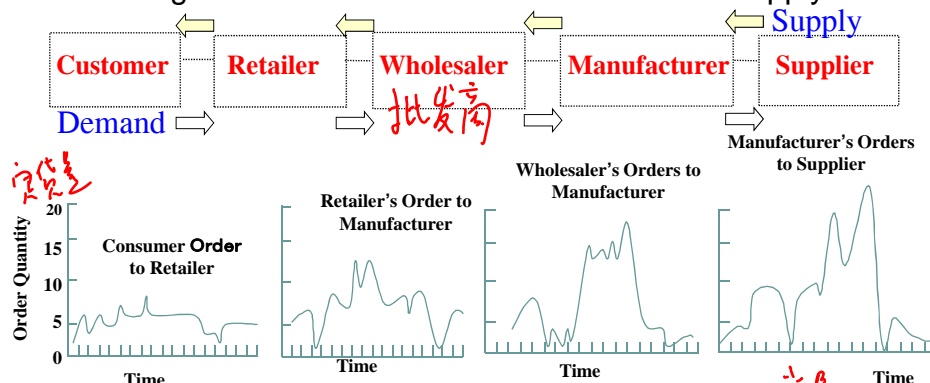 Supply
Customer Retailer Wholesaler Manufacturer Supplier
批发商
Demand
Manufacturer's Orders
to Supplier
Wholesaler's Orders to
Manufacturer
Retailer's Order to
Manufacturer
Consumer Order
to Retailer
定货量
Order Quantity
20
15
10
5
0
Time
Time
Time
Time